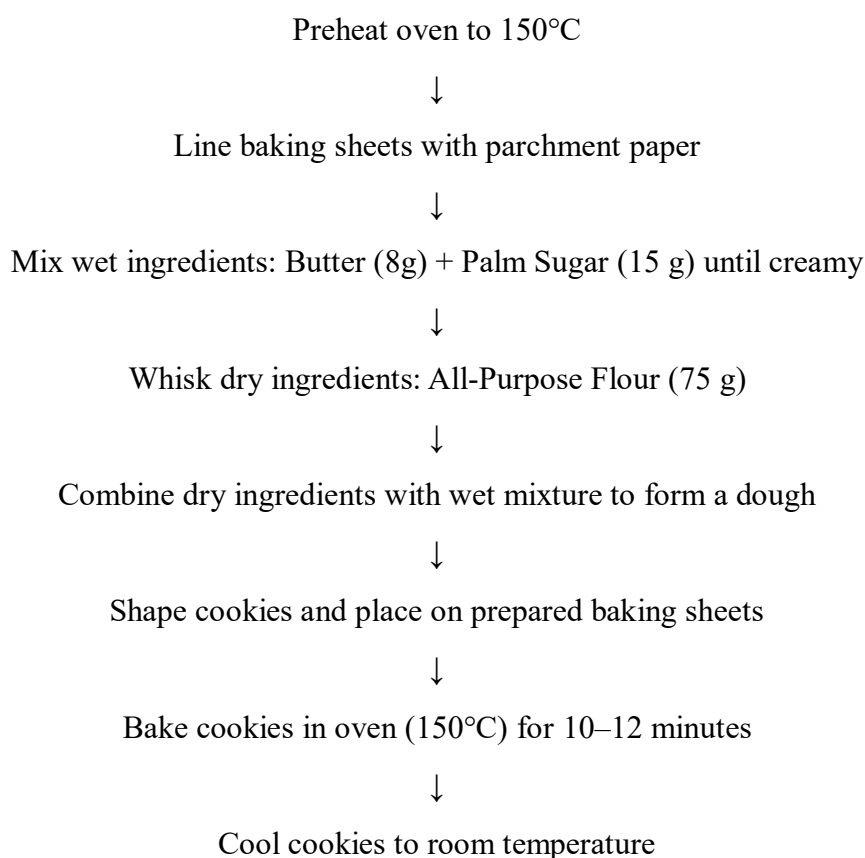 Preheat oven to 150°C
↓
Line baking sheets with parchment paper
↓
Mix wet ingredients: Butter (8g) + Palm Sugar (15 g) until creamy
↓
Whisk dry ingredients: All-Purpose Flour (75 g)
↓
Combine dry ingredients with wet mixture to form a dough
↓
Shape cookies and place on prepared baking sheets
↓
Bake cookies in oven (150°C) for 10–12 minutes
↓
Cool cookies to room temperature